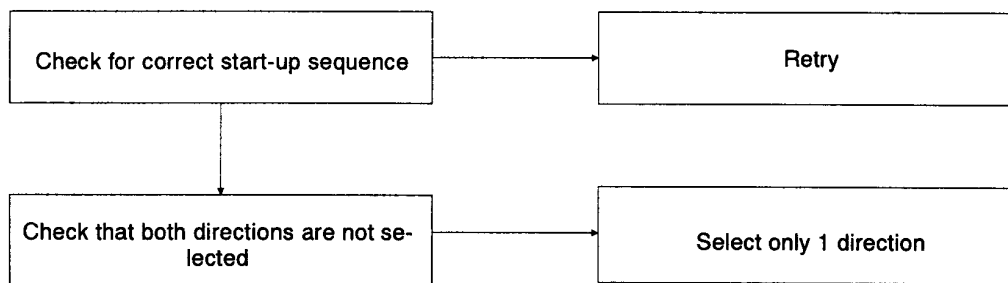 Check for correct start-up sequence
Retry
Check that both directions are not se-
lected
Select only 1 direction